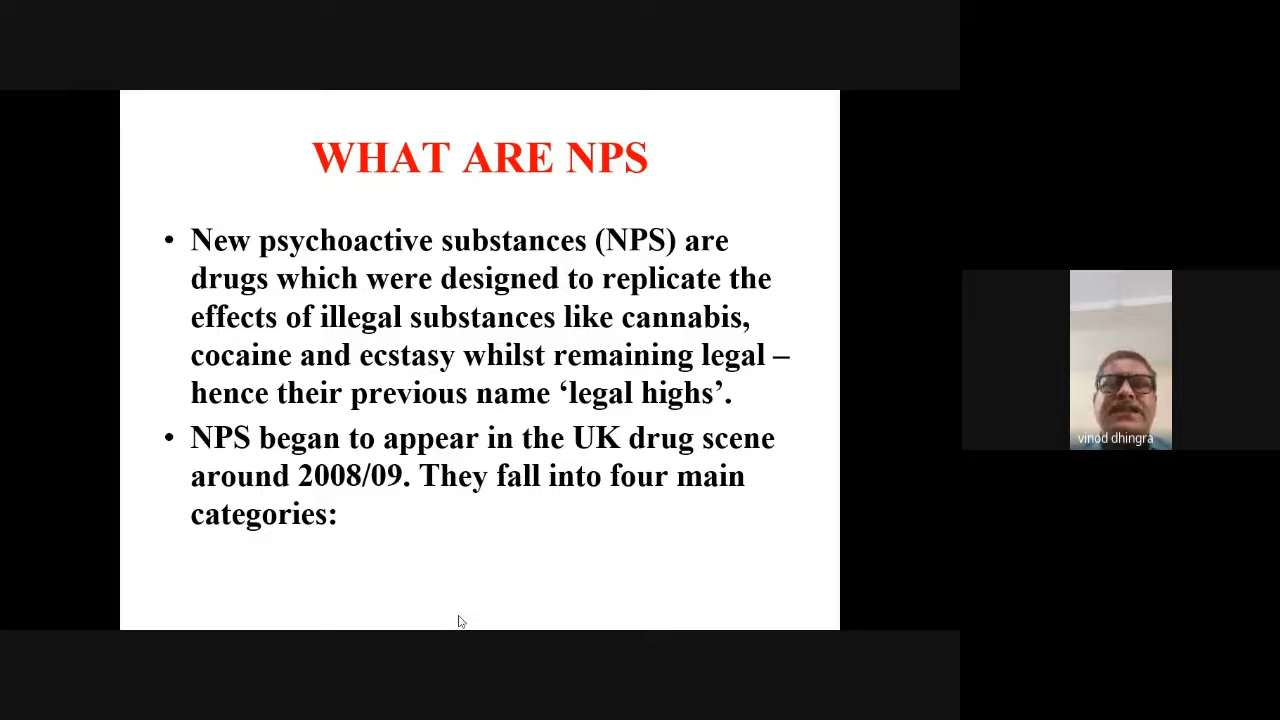 WHAT ARE NPS
• New psychoactive substances (NPS) are
drugs which were designed to replicate the
effects of illegal substances like cannabis,
cocaine and ecstasy whilst remaining legal –
hence their previous name ‘legal highs’.
• NPS began to appear in the UK drug scene
around 2008/09. They fall into four main
categories:
vinod dhingra